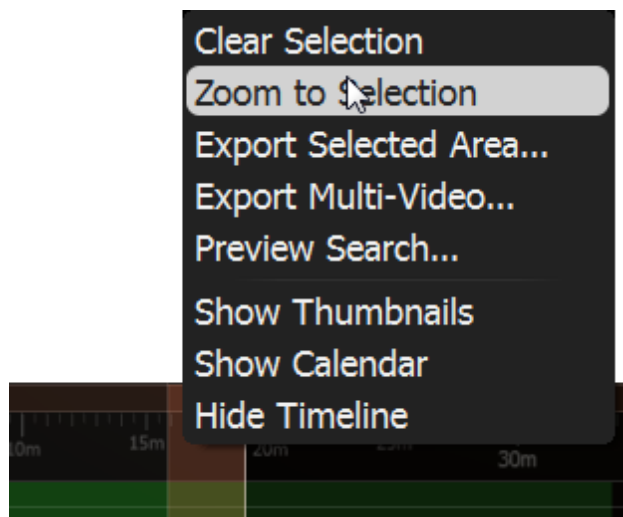 Clear Selection
Zoom to Selection
Export Selected Area...
Export Multi-Video...
Preview Search...
Show Thumbnails
Show Calendar
Hide Timeline
10m 15m 20m 25m 30m